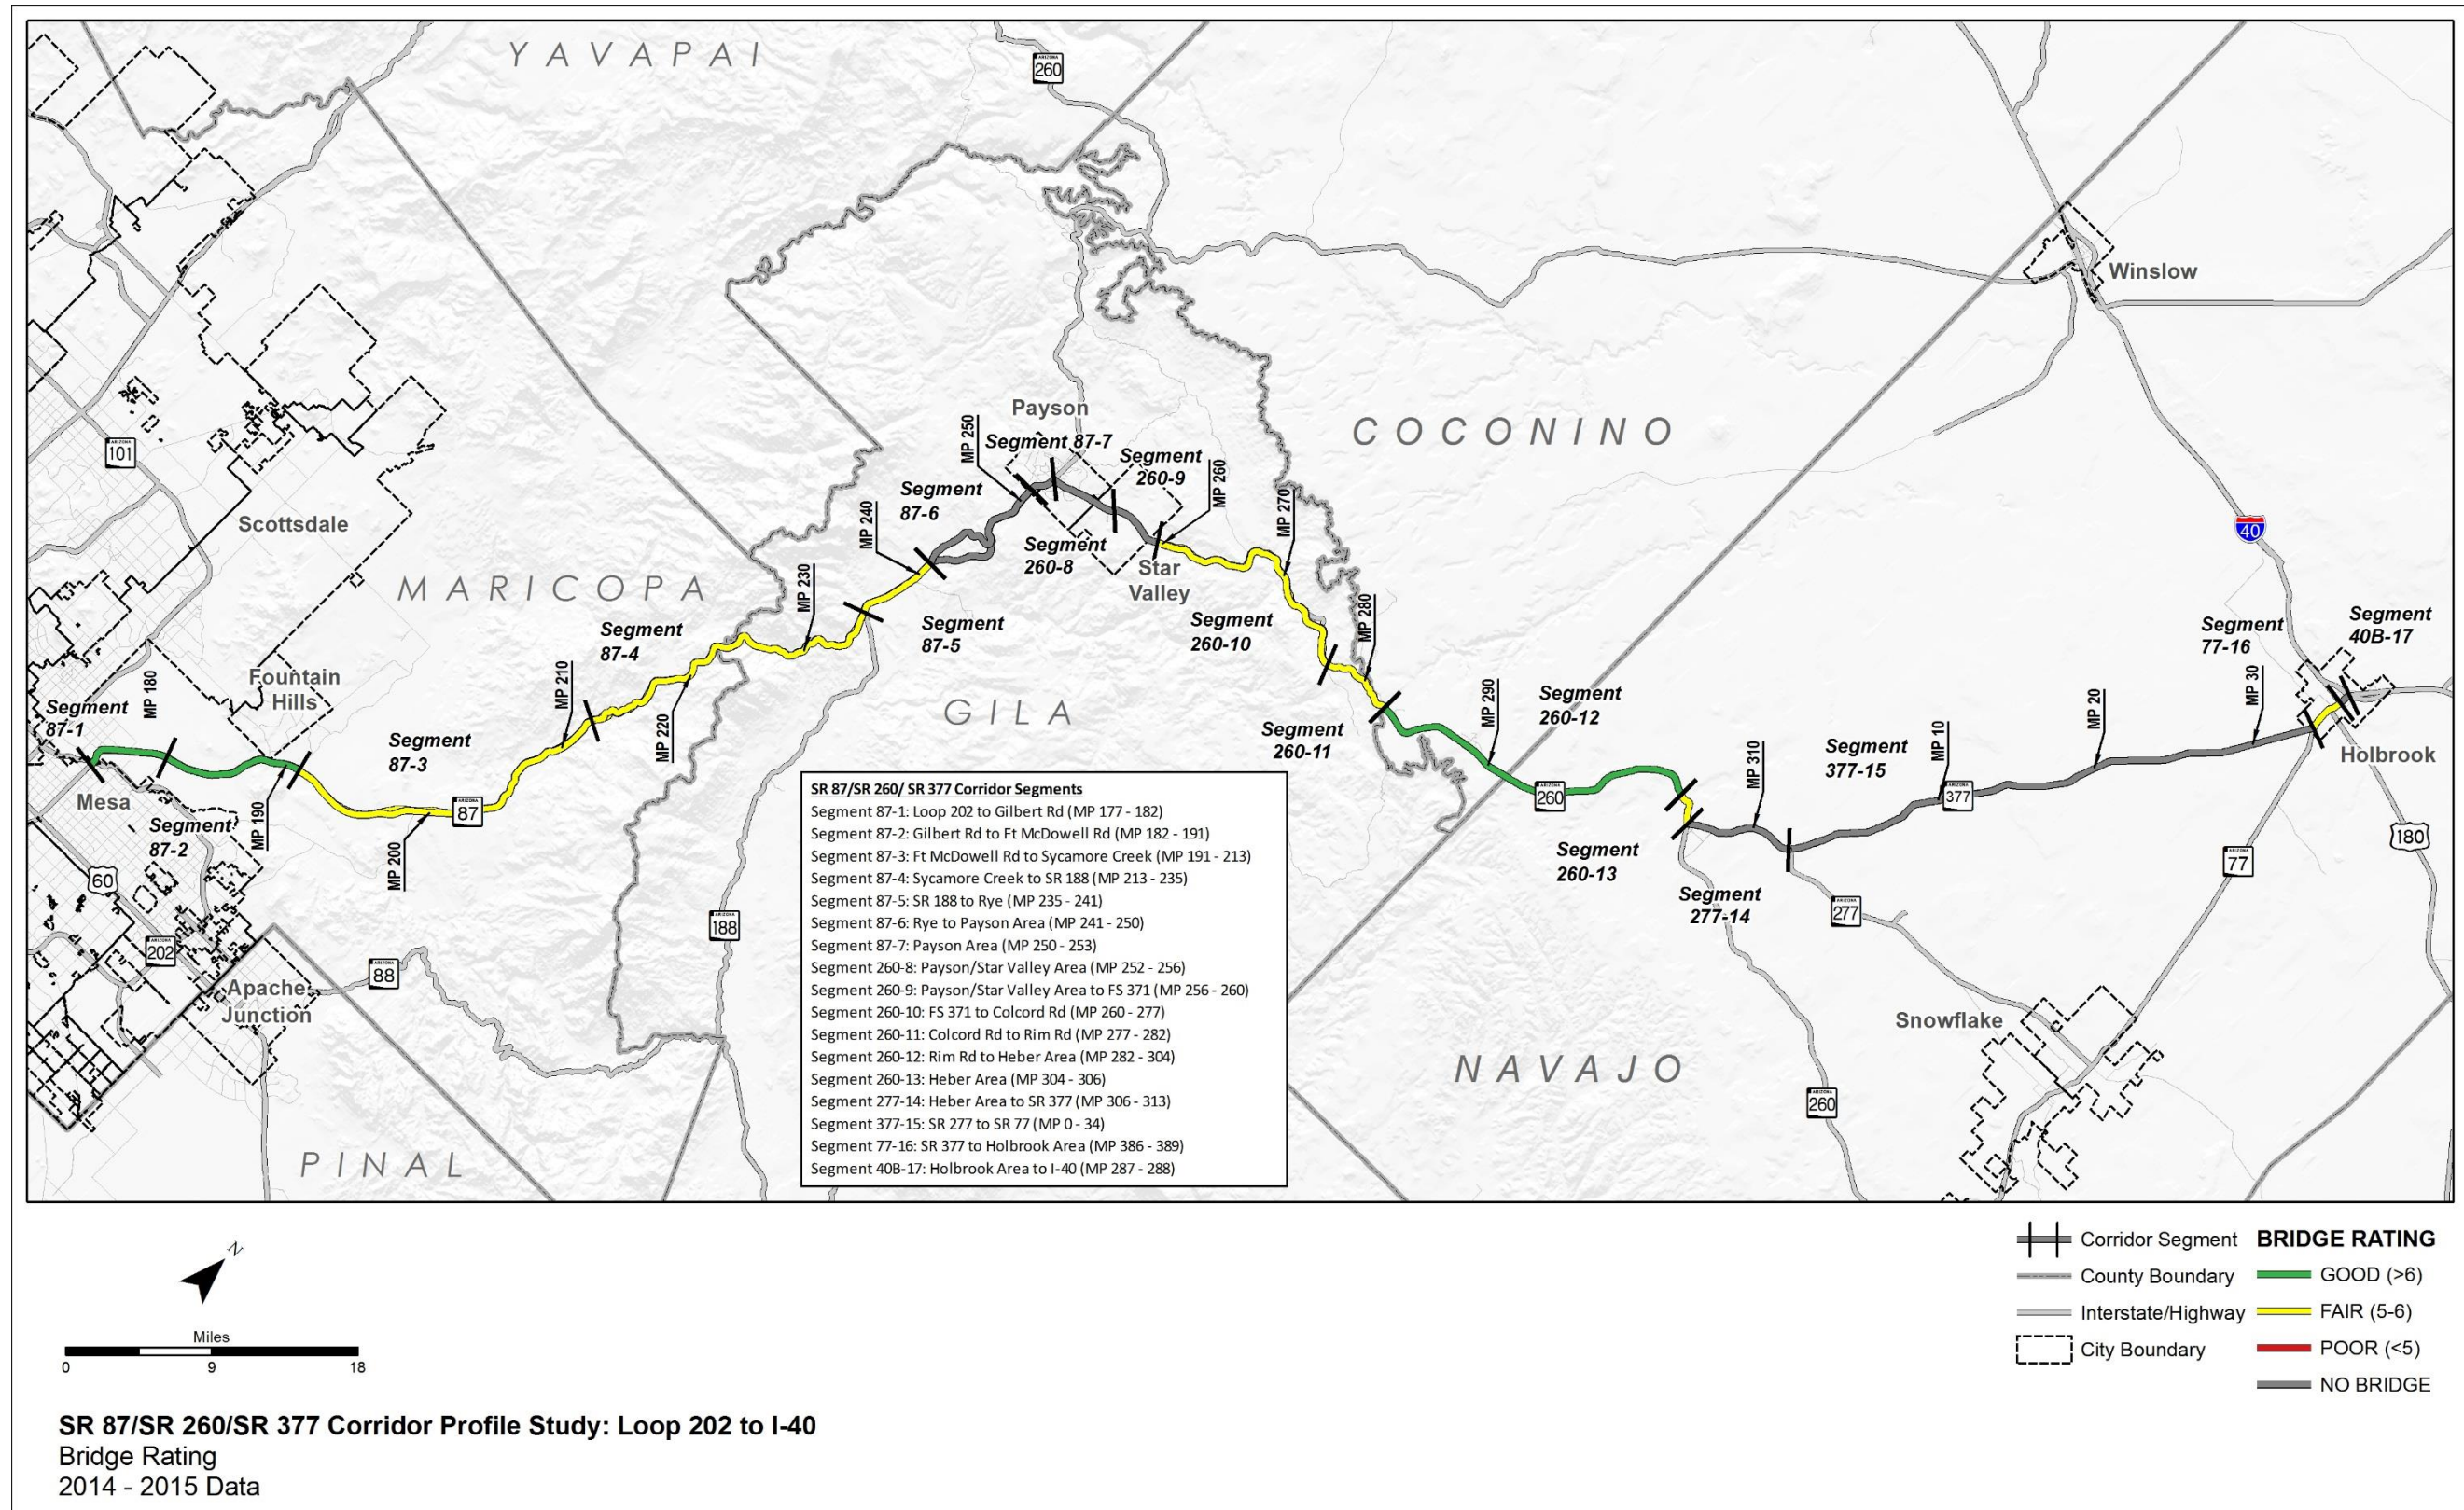 YAVAPAI
ARIZONA
260
Winslow
COCONINO
Payson
MP 250
Segment 87-7
Segment
260-9
MP 260
ARIZONA
101
Segment
87-6
MP 240
MP 270
Scottsdale
40
Segment
260-8
Star
Valley
MARICOPA
MP 230
Segment
87-4
Segment
87-5
Segment
260-10
MP 280
Segment
77-16
Segment
40B-17
Fountain
Hills
MP 180
Segment
87-1
MP 210
MP 220
GILA
MP 290
Segment
260-12
MP 20
MP 30
Segment
87-3
Segment
260-11
MP 310
Segment
377-15
MP 10
Holbrook
Mesa
MP 190
ARIZONA
87
ARIZONA
260
ARIZONA
377
Segment
87-2
MP 200
180
60
Segment
260-13
ARIZONA
77
Segment
277-14
ARIZONA
277
ARIZONA
188
ARIZONA
202
ARIZONA
88
Apache
Junction
Snowflake
NAVAJO
ARIZONA
260
PINAL
SR 87/SR 260/ SR 377 Corridor Segments
Segment 87-1: Loop 202 to Gilbert Rd (MP 177 - 182)
Segment 87-2: Gilbert Rd to Ft McDowell Rd (MP 182 - 191)
Segment 87-3: Ft McDowell Rd to Sycamore Creek (MP 191 - 213)
Segment 87-4: Sycamore Creek to SR 188 (MP 213 - 235)
Segment 87-5: SR 188 to Rye (MP 235 - 241)
Segment 87-6: Rye to Payson Area (MP 241 - 250)
Segment 87-7: Payson Area (MP 250 - 253)
Segment 260-8: Payson/Star Valley Area (MP 252 - 256)
Segment 260-9: Payson/Star Valley Area to FS 371 (MP 256 - 260)
Segment 260-10: FS 371 to Colcord Rd (MP 260 - 277)
Segment 260-11: Colcord Rd to Rim Rd (MP 277 - 282)
Segment 260-12: Rim Rd to Heber Area (MP 282 - 304)
Segment 260-13: Heber Area (MP 304 - 306)
Segment 277-14: Heber Area to SR 377 (MP 306 - 313)
Segment 377-15: SR 277 to SR 77 (MP 0 - 34)
Segment 77-16: SR 377 to Holbrook Area (MP 386 - 389)
Segment 40B-17: Holbrook Area to I-40 (MP 287 - 288)
N
Miles
0 9 18
Corridor Segment
County Boundary
Interstate/Highway
City Boundary
BRIDGE RATING
GOOD (>6)
FAIR (5-6)
POOR (<5)
NO BRIDGE
SR 87/SR 260/SR 377 Corridor Profile Study: Loop 202 to I-40
Bridge Rating
2014 - 2015 Data